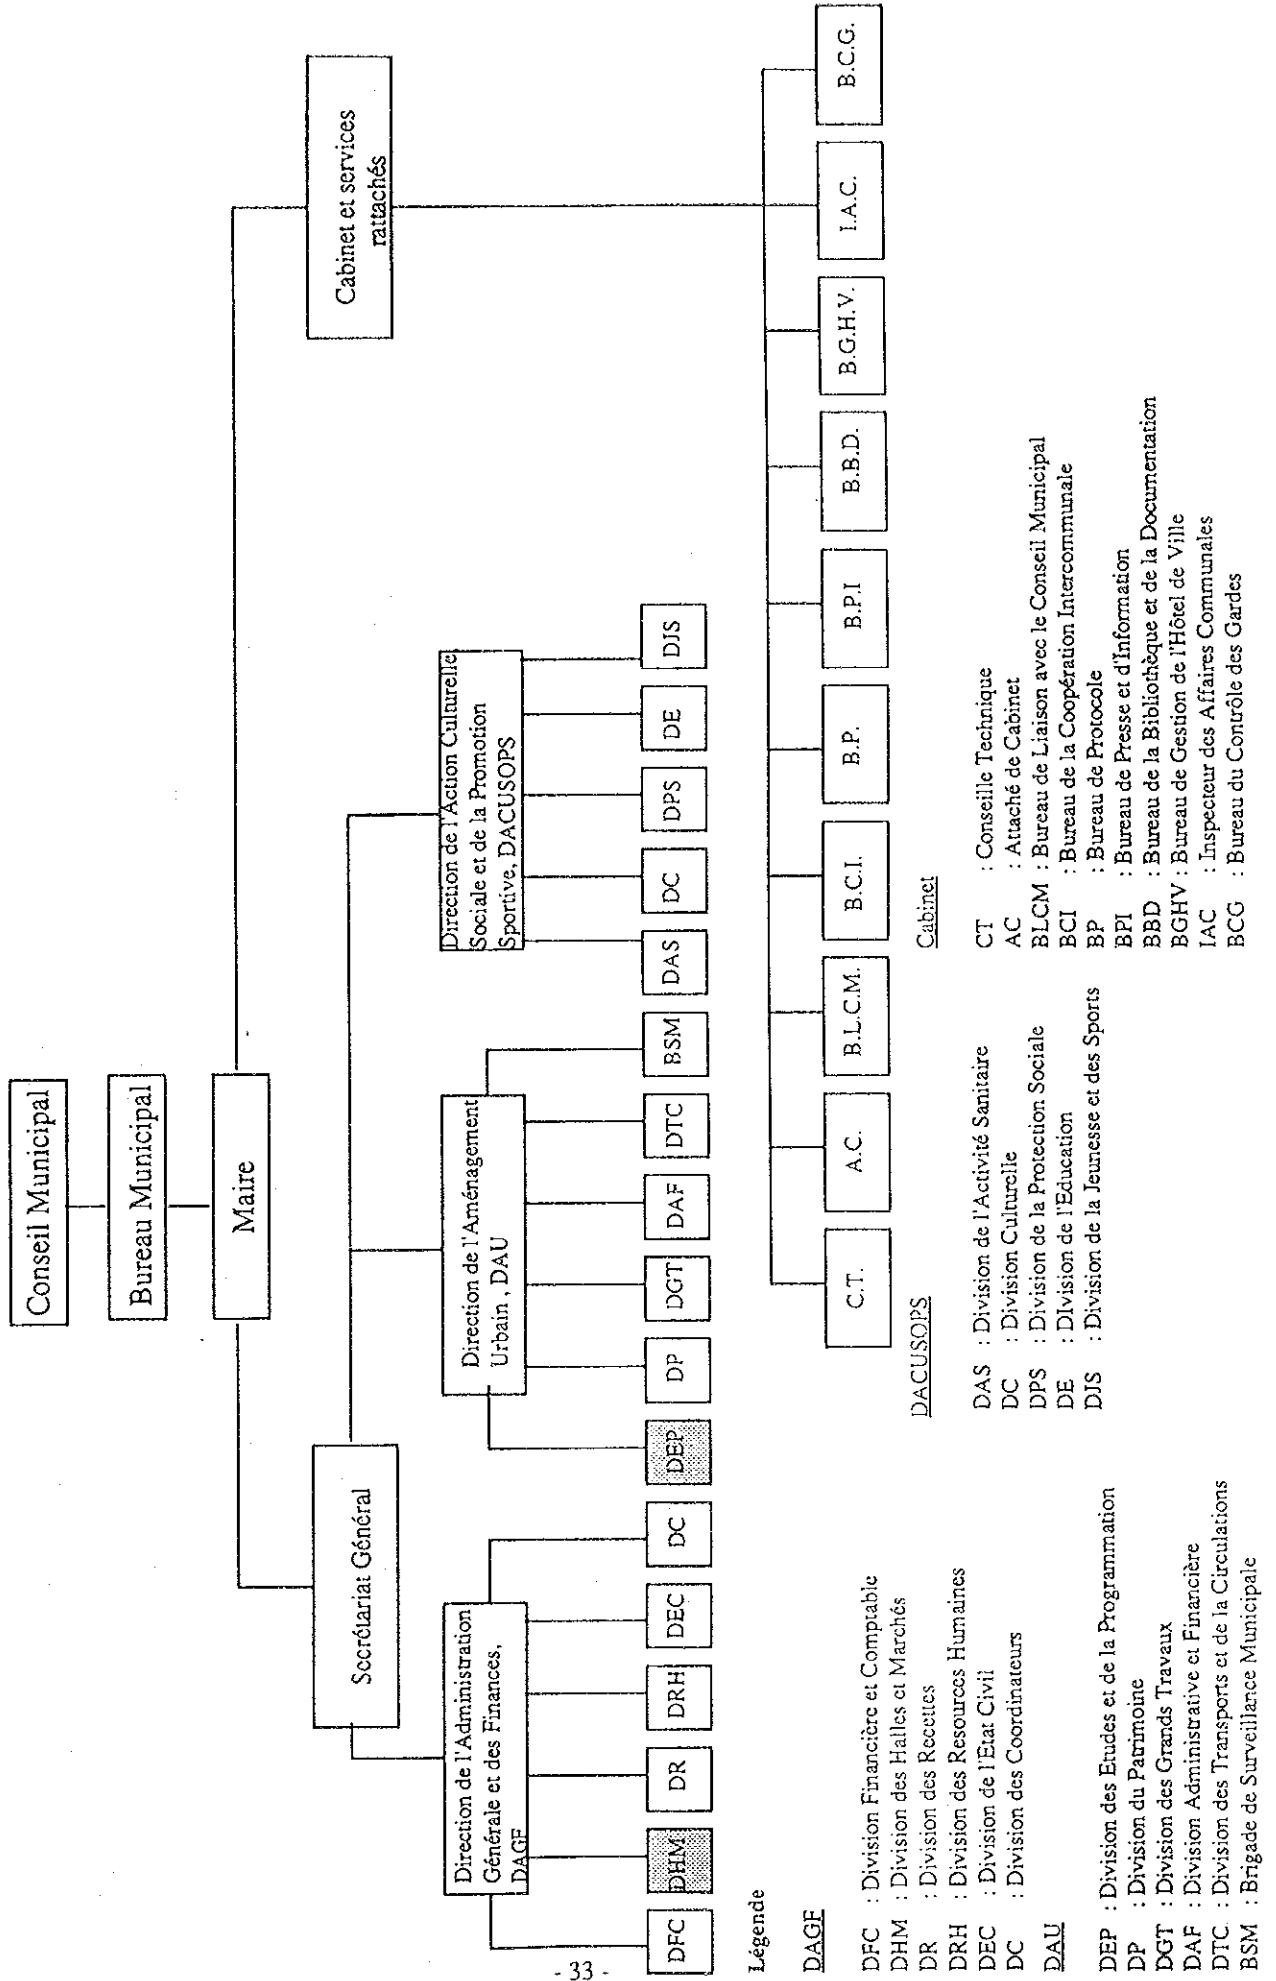 Conseil Municipal
Bureau Municipal
Maire
Secrétariat Général
Cabinet et services
rattachés
Direction de l'Administration
Générale et des Finances,
DAGF
Direction de l'Aménagement
Urbain , DAU
Direction de l'Action Culturelle
Sociale et de la Promotion
Sportive, DACUSOPS
DFC
DHM
DR
DRH
DEC
DC
DEP
DP
DGT
DAF
DTC
BSM
DAS
DC
DPS
DE
DJS
C.T.
A.C.
B.L.C.M.
B.C.I.
B.P.
B.P.I
B.B.D.
B.G.H.V.
I.A.C.
B.C.G.
Légende
DAGF
DFC : Division Financière et Comptable
DHM : Division des Halles et Marchés
DR : Division des Recettes
DRH : Division des Resources Humaines
DEC : Division de l'Etat Civil
DC : Division des Coordinateurs
DAU
DEP : Division des Etudes et de la Programmation
DP : Division du Patrimoine
DGT : Division des Grands Travaux
DAF : Division Administrative et Financière
DTC : Division des Transports et de la Circulations
BSM : Brigade de Surveillance Municipale
DACUSOPS
DAS : Division de l'Activité Sanitaire
DC : Division Culturelle
DPS : Division de la Protection Sociale
DE : DIvision de l'Education
DJS : Division de la Jeunesse et des Sports
Cabinet
CT : Conseille Technique
AC : Attaché de Cabinet
BLCM : Bureau de Liaison avec le Conseil Municipal
BCI : Bureau de la Coopération Intercommunale
BP : Bureau de Protocole
BPI : Bureau de Presse et d'Information
BBD : Bureau de la Bibliothèque et de la Documentation
BGHV : Bureau de Gestion de l'Hôtel de Ville
IAC : Inspecteur des Affaires Communales
BCG : Bureau du Contrôle des Gardes
- 33 -